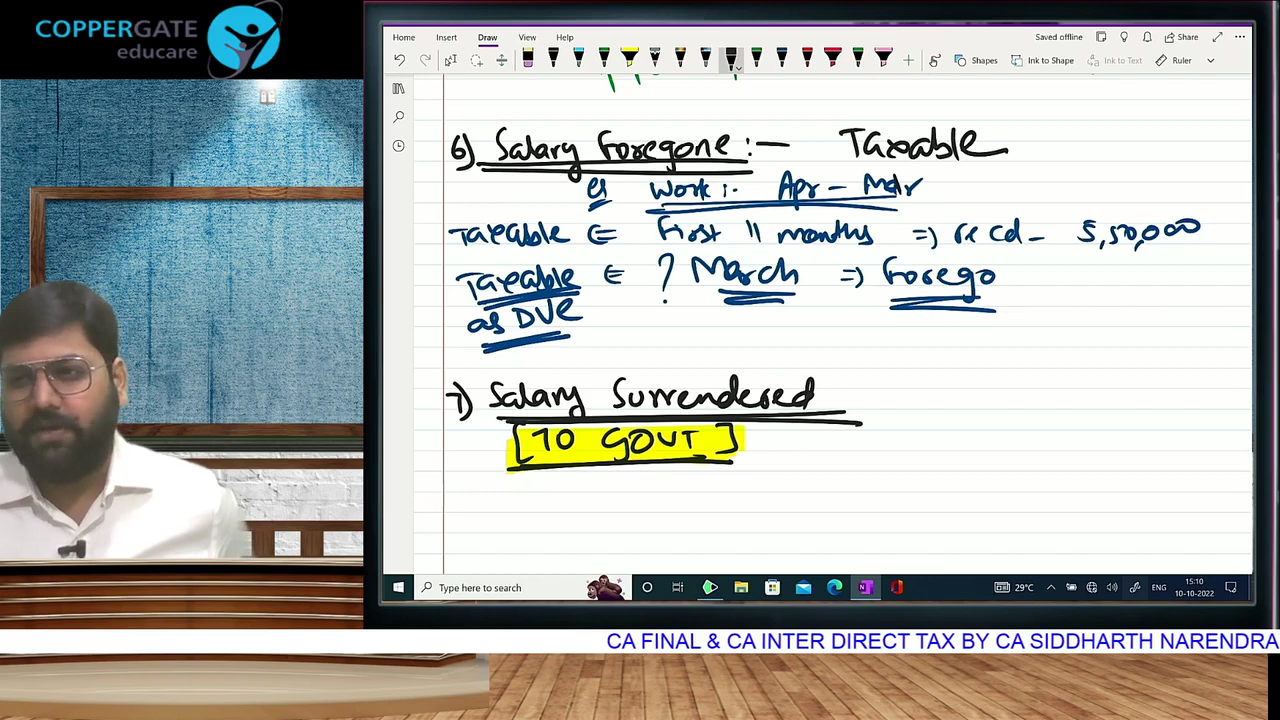 COPPERGATE
educare
Home Insert Draw View Help
Saved offline
Share
Shapes
Ink to Shape
Ink to Text
Ruler
6) Salary Foregone :- Taxable
eg Work :- Apr - Mar
Taxable ⇐ First 11 months => recd - 5,50,000
Taxable ⇐ ? March => Forego
as DUE
7) Salary Surrendered
[TO GOVT]
Type here to search
29°C
ENG
15:10
10-10-2022
CA FINAL & CA INTER DIRECT TAX BY CA SIDDHARTH NARENDRA